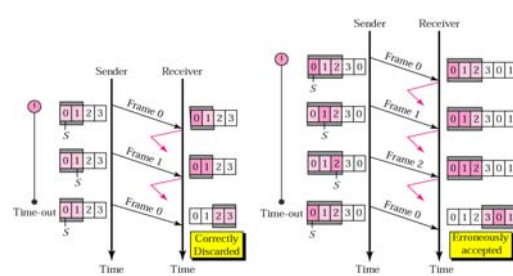 Sender Receiver
0 1 2 3
S
Frame 0
0 1 2 3
0 1 2 3
S
Frame 1
0 1 2 3
Time-out
0 1 2 3
S
Frame 0
0 1 2 3
Correctly
Discarded
Time Time
Sender Receiver
0 1 2 3 0
S
Frame 0
0 1 2 3 0 1
0 1 2 3 0
S
Frame 1
0 1 2 3 0 1
0 1 2 3 0
S
Frame 2
0 1 2 3 0 1
Time-out
0 1 2 3 0
S
Frame 0
0 1 2 3 0 1
Erroneously
accepted
Time Time